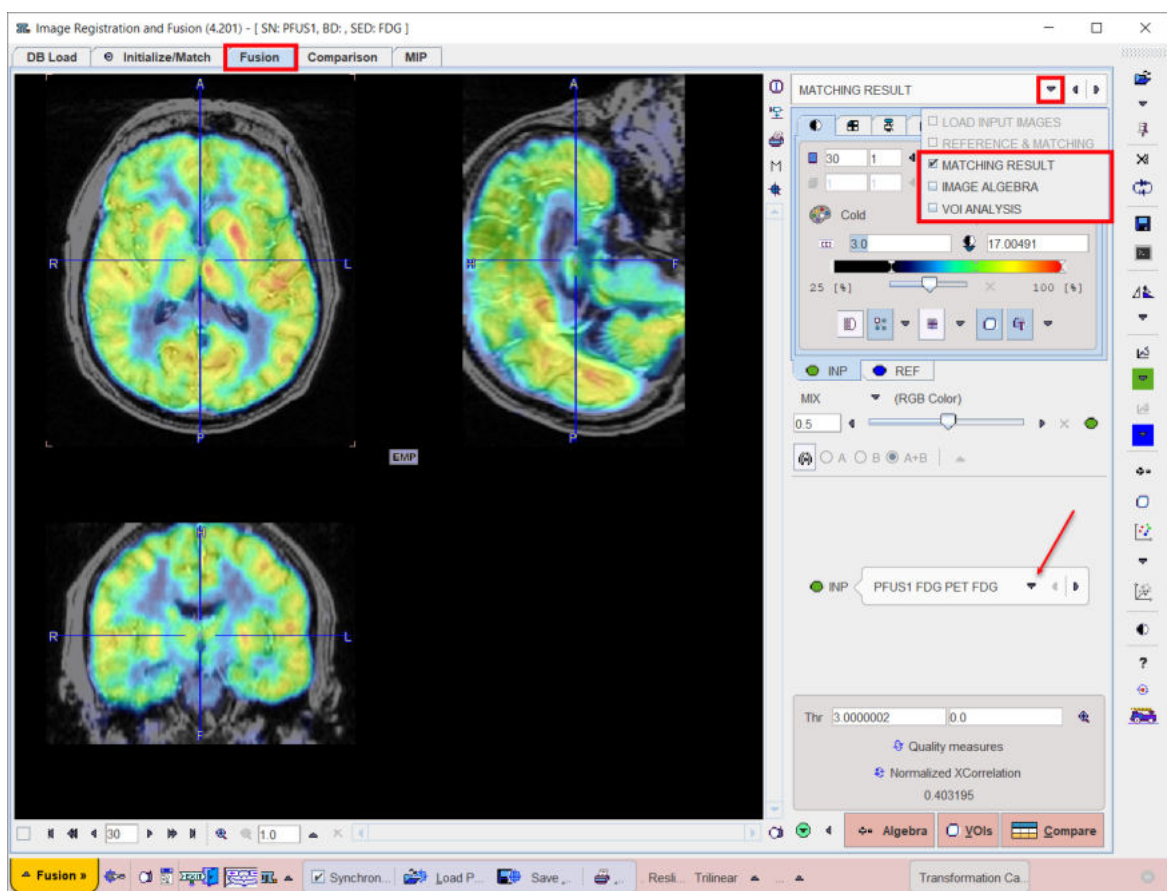 Image Registration and Fusion (4.201) - [ SN: PFUS1, BD: , SED: FDG ]
DB Load Initialize/Match Fusion Comparison MIP
MATCHING RESULT
LOAD INPUT IMAGES
REFERENCE & MATCHING
MATCHING RESULT
IMAGE ALGEBRA
VOI ANALYSIS
30 1
1 1
Cold
3.0 17.00491
25 [%] 100 [%]
INP REF
MIX (RGB Color)
0.5
A B A+B
A A
R L H F
P P
EMP
H
R L
F
INP PFUS1 FDG PET FDG
Thr 3.0000002 0.0
Quality measures
Normalized XCorrelation
0.403195
30 1.0
Algebra VOIs Compare
Fusion » Synchron... Load P... Save ... ... Resli... Trilinear ... Transformation Ca...
M
?